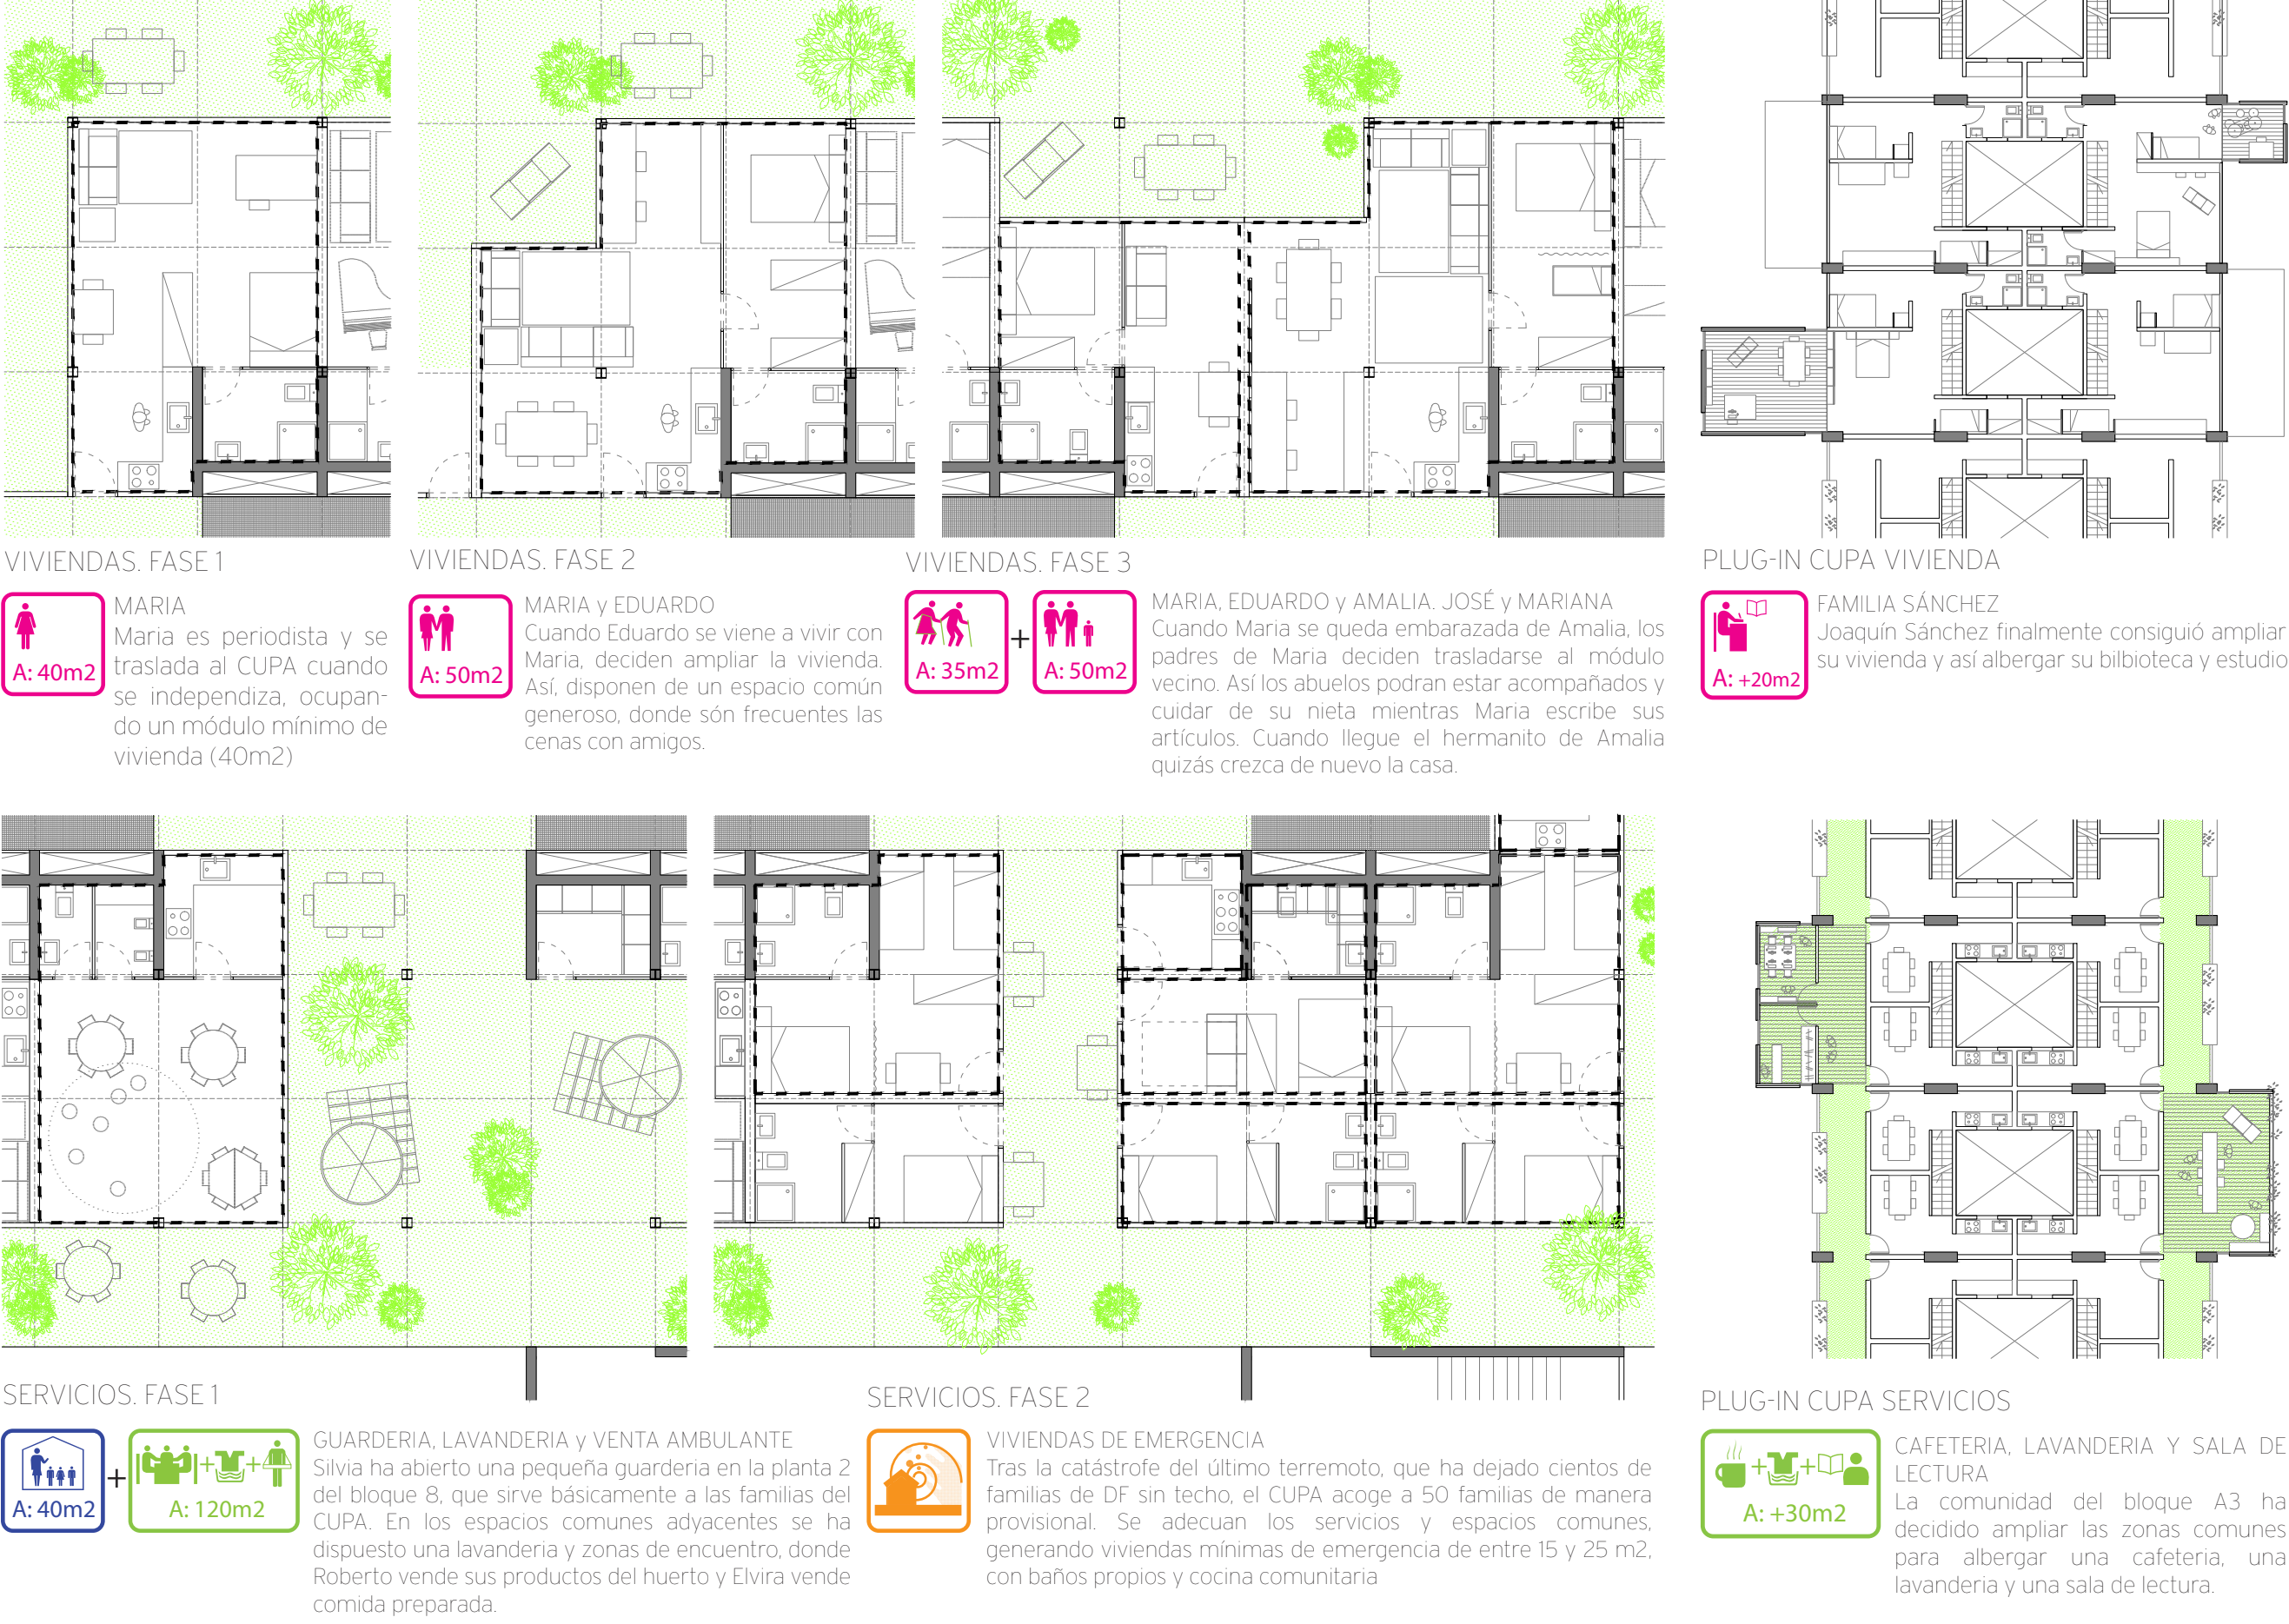 VIVIENDAS. FASE 1
A: 40m2
MARIA
Maria es periodista y se
traslada al CUPA cuando
se independiza, ocupan-
do un módulo mínimo de
vivienda (40m2)
VIVIENDAS. FASE 2
A: 50m2
MARIA y EDUARDO
Cuando Eduardo se viene a vivir con
Maria, deciden ampliar la vivienda.
Así, disponen de un espacio común
generoso, donde són frecuentes las
cenas con amigos.
VIVIENDAS. FASE 3
A: 35m2
+
A: 50m2
MARIA, EDUARDO y AMALIA. JOSÉ y MARIANA
Cuando Maria se queda embarazada de Amalia, los
padres de Maria deciden trasladarse al módulo
vecino. Así los abuelos podran estar acompañados y
cuidar de su nieta mientras Maria escribe sus
artículos. Cuando llegue el hermanito de Amalia
quizás crezca de nuevo la casa.
PLUG-IN CUPA VIVIENDA
A: +20m2
FAMILIA SÁNCHEZ
Joaquín Sánchez finalmente consiguió ampliar
su vivienda y así albergar su bilbioteca y estudio
SERVICIOS. FASE 1
A: 40m2
+
+ +
A: 120m2
GUARDERIA, LAVANDERIA y VENTA AMBULANTE
Silvia ha abierto una pequeña guarderia en la planta 2
del bloque 8, que sirve básicamente a las familias del
CUPA. En los espacios comunes adyacentes se ha
dispuesto una lavanderia y zonas de encuentro, donde
Roberto vende sus productos del huerto y Elvira vende
comida preparada.
SERVICIOS. FASE 2
VIVIENDAS DE EMERGENCIA
Tras la catástrofe del último terremoto, que ha dejado cientos de
familias de DF sin techo, el CUPA acoge a 50 familias de manera
provisional. Se adecuan los servicios y espacios comunes,
generando viviendas mínimas de emergencia de entre 15 y 25 m2,
con baños propios y cocina comunitaria
PLUG-IN CUPA SERVICIOS
+ +
A: +30m2
CAFETERIA, LAVANDERIA Y SALA DE
LECTURA
La comunidad del bloque A3 ha
decidido ampliar las zonas comunes
para albergar una cafeteria, una
lavanderia y una sala de lectura.